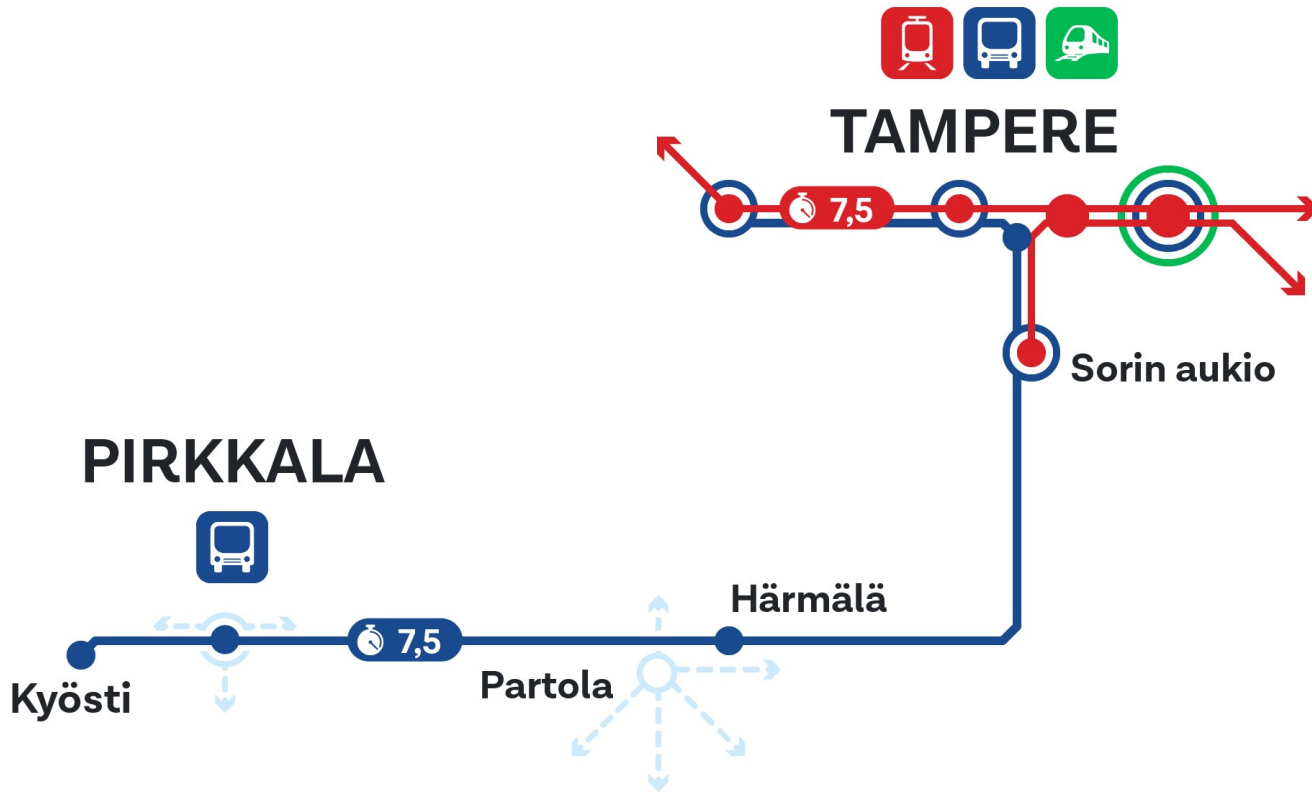 TAMPERE
7,5
Sorin aukio
PIRKKALA
Härmälä
7,5
Partola
Kyösti